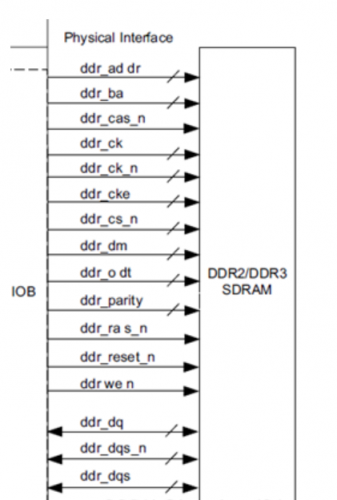 Physical Interface
ddr_ad dr
ddr_ba
ddr_cas_n
ddr_ck
ddr_ck_n
ddr_cke
ddr_cs_n
ddr_dm
ddr_o dt
ddr_parity
ddr_ra s_n
ddr_reset_n
ddr we n
ddr_dq
ddr_dqs_n
ddr_dqs
IOB
DDR2/DDR3
SDRAM